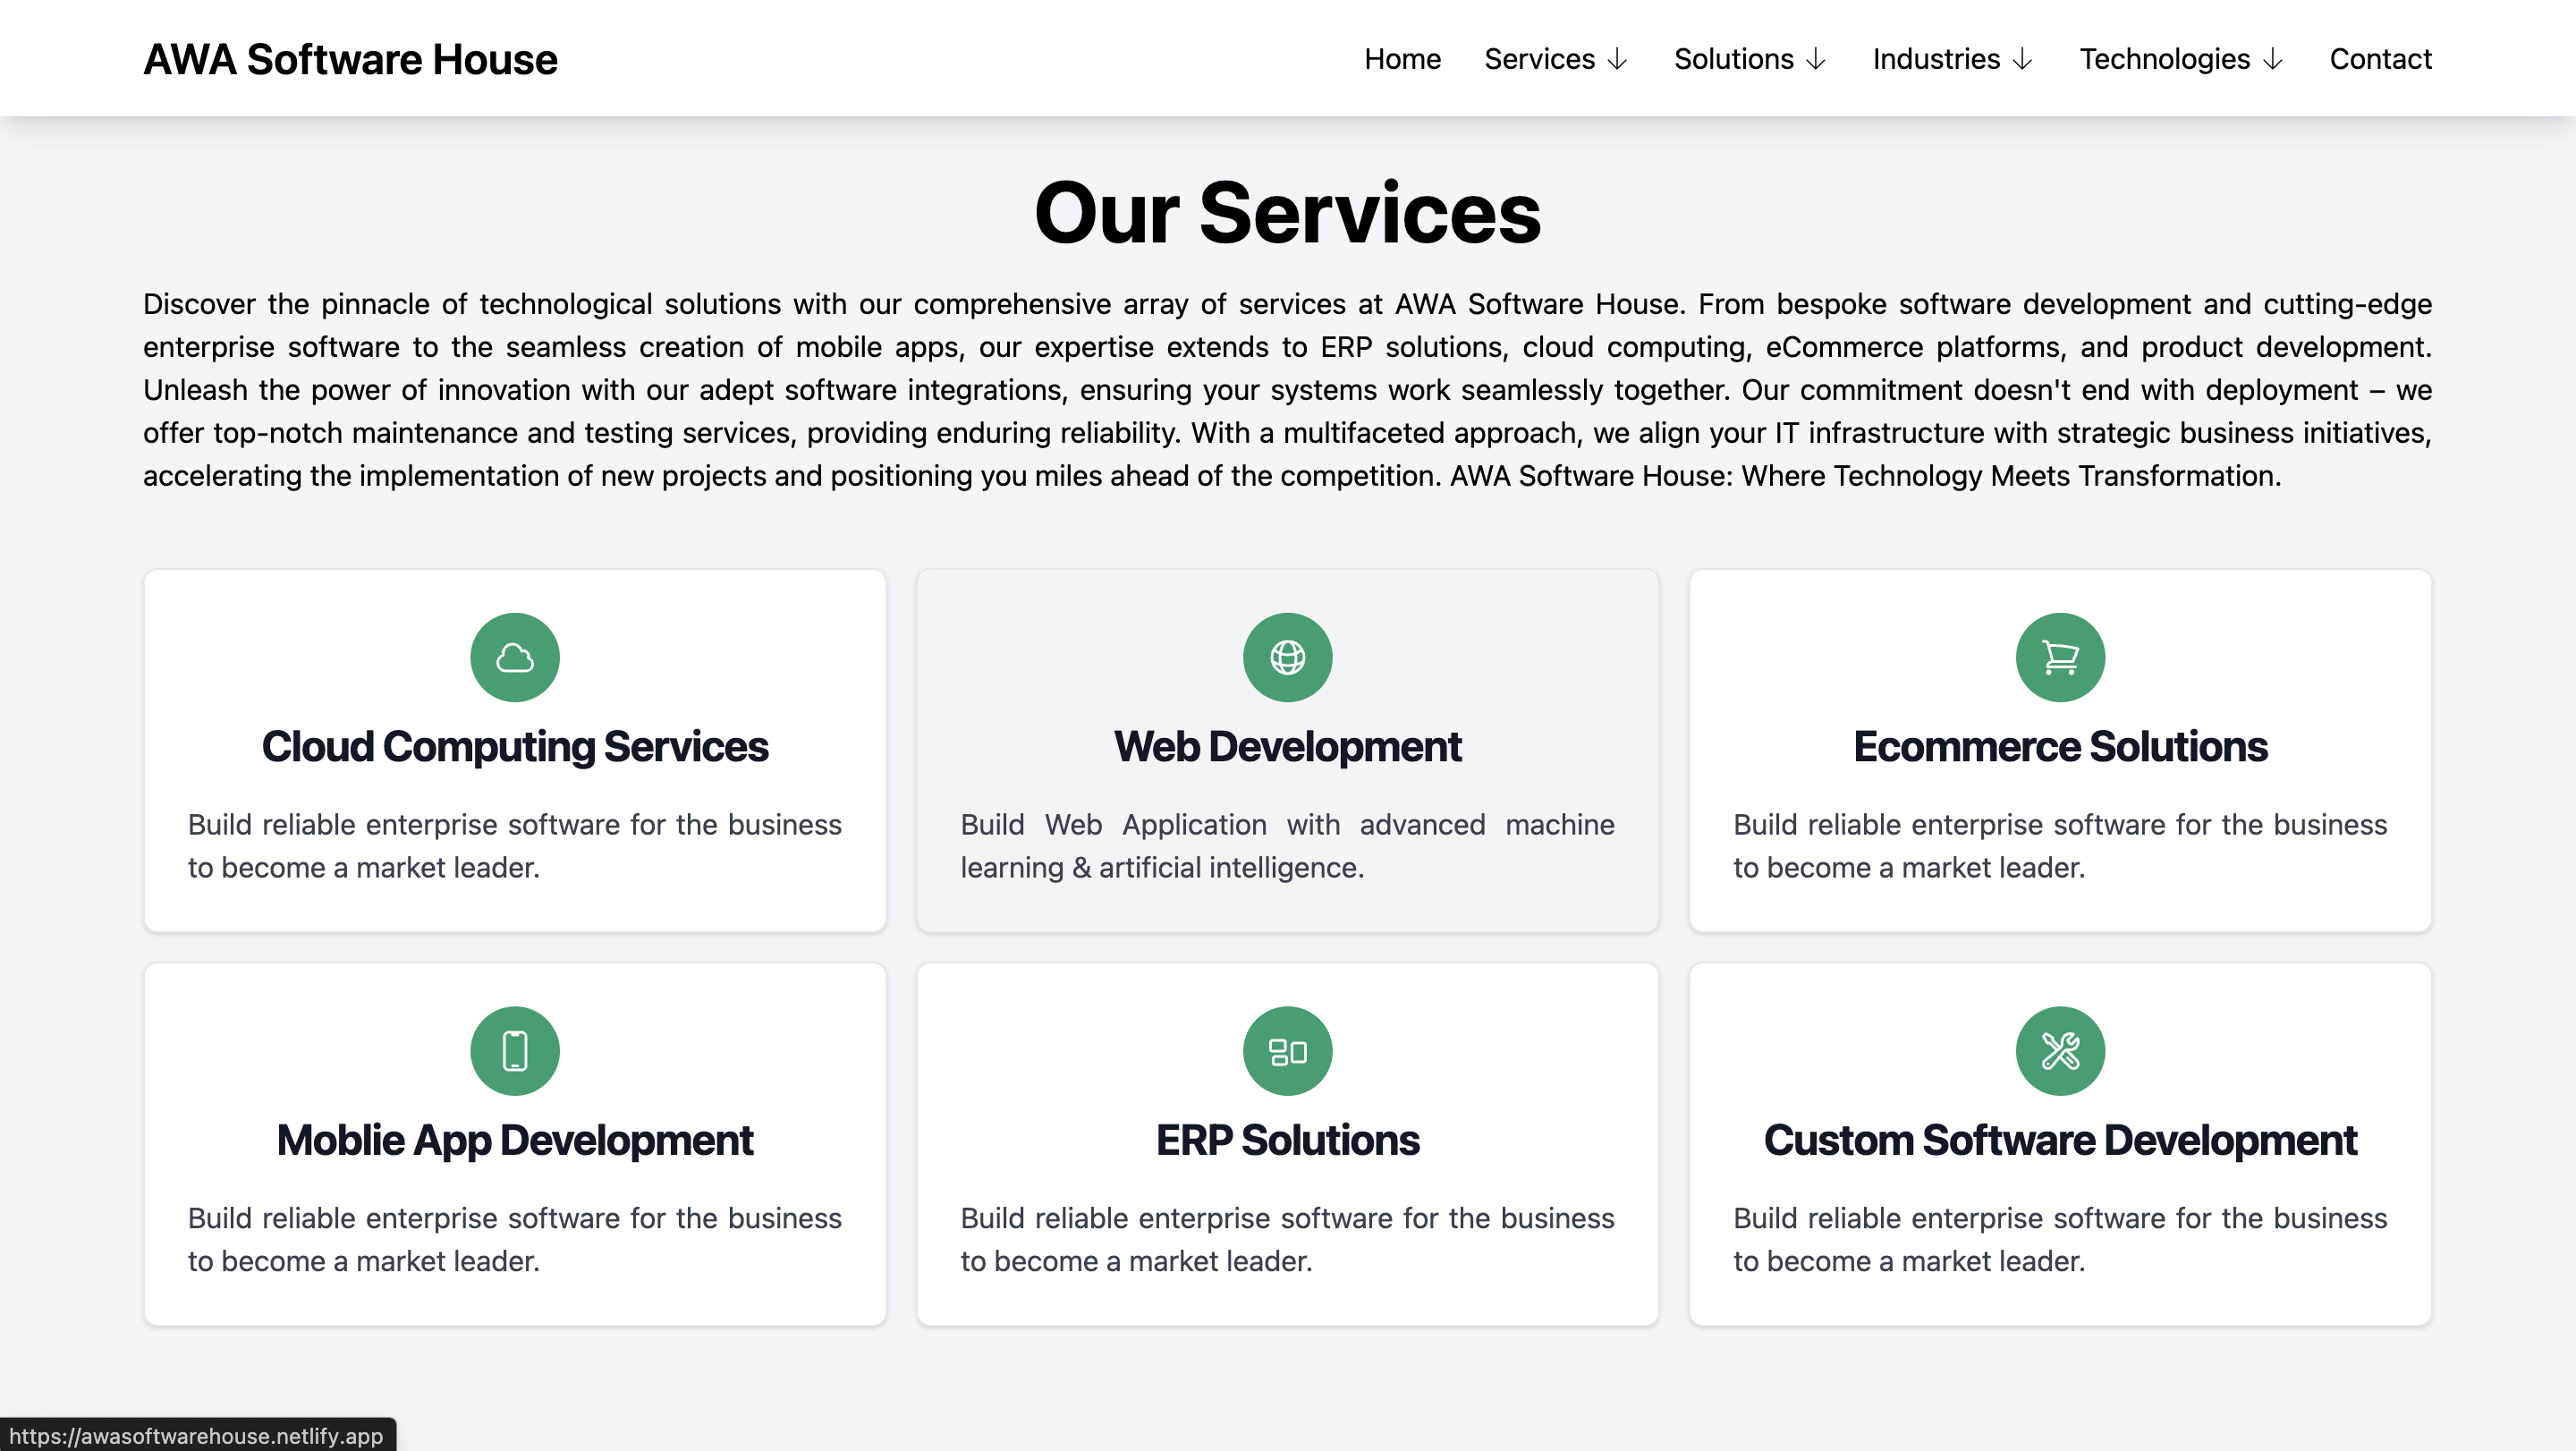 AWA Software House
Home Services Solutions Industries Technologies Contact
Our Services
Discover the pinnacle of technological solutions with our comprehensive array of services at AWA Software House. From bespoke software development and cutting-edge
enterprise software to the seamless creation of mobile apps, our expertise extends to ERP solutions, cloud computing, eCommerce platforms, and product development.
Unleash the power of innovation with our adept software integrations, ensuring your systems work seamlessly together. Our commitment doesn't end with deployment – we
offer top-notch maintenance and testing services, providing enduring reliability. With a multifaceted approach, we align your IT infrastructure with strategic business initiatives,
accelerating the implementation of new projects and positioning you miles ahead of the competition. AWA Software House: Where Technology Meets Transformation.
Cloud Computing Services
Build reliable enterprise software for the business
to become a market leader.
Web Development
Build Web Application with advanced machine
learning & artificial intelligence.
Ecommerce Solutions
Build reliable enterprise software for the business
to become a market leader.
Moblie App Development
Build reliable enterprise software for the business
to become a market leader.
ERP Solutions
Build reliable enterprise software for the business
to become a market leader.
Custom Software Development
Build reliable enterprise software for the business
to become a market leader.
https://awasoftwarehouse.netlify.app